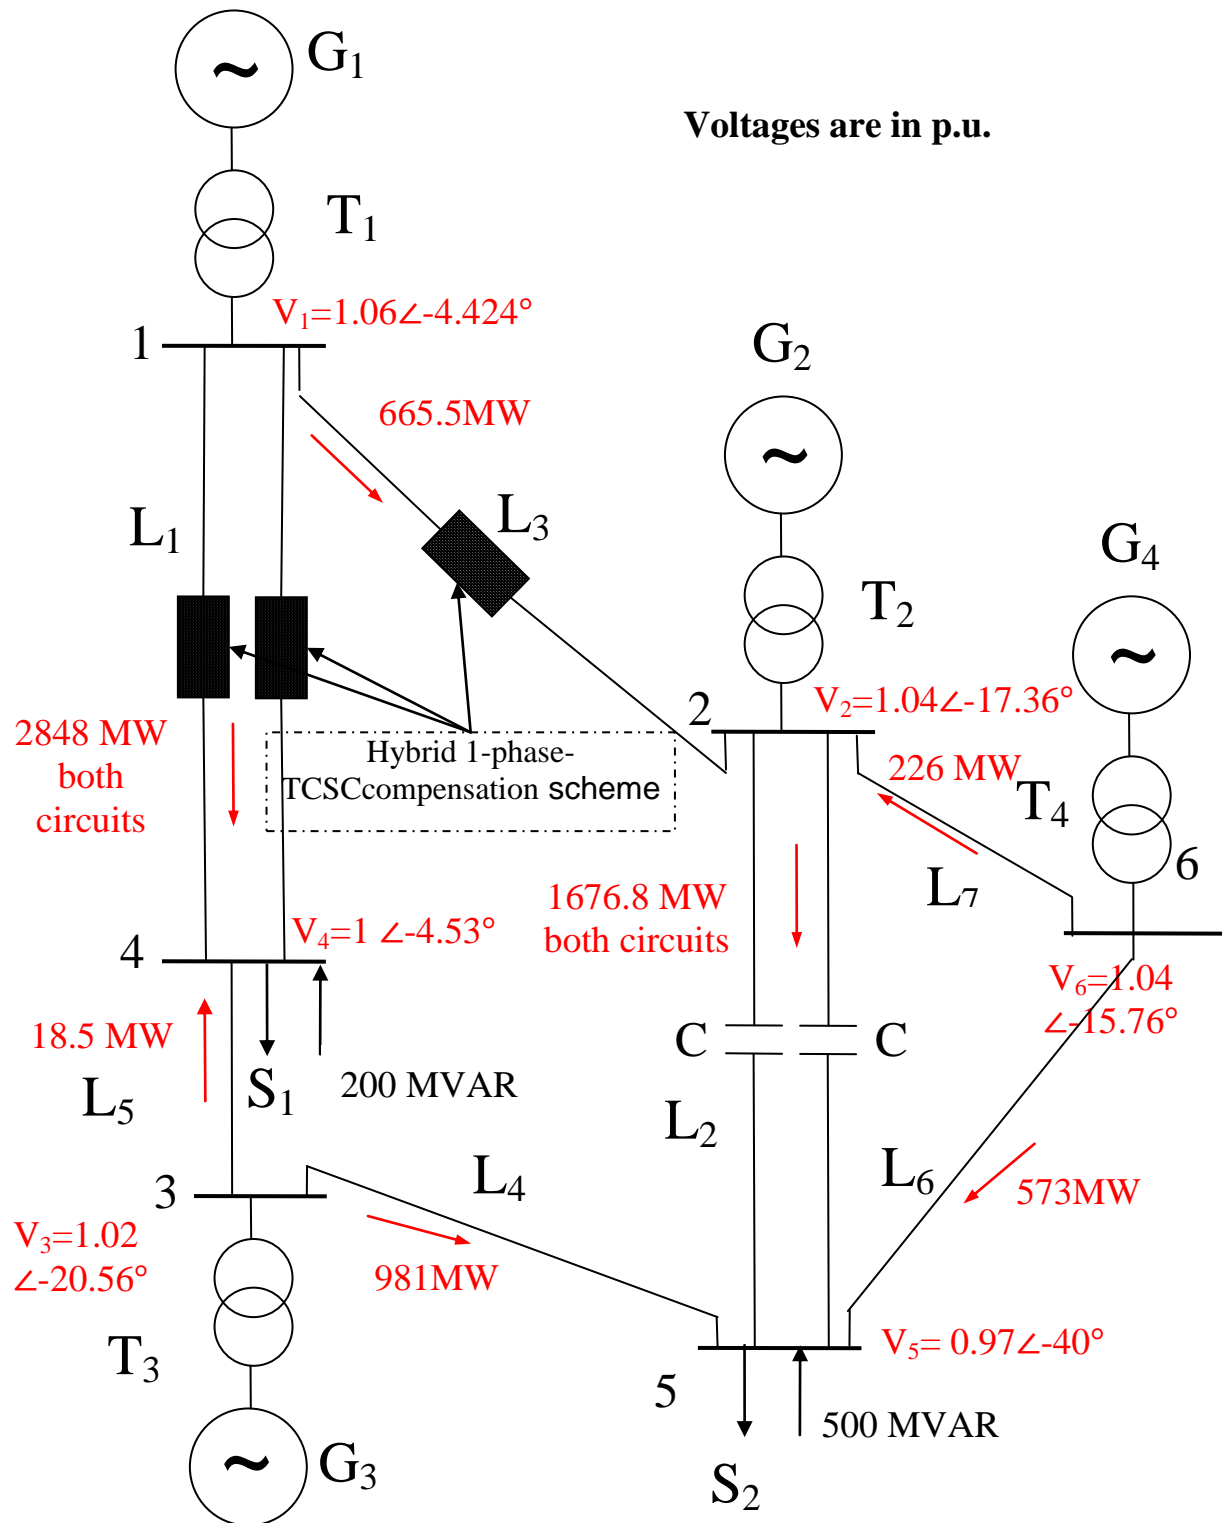 G1
Voltages are in p.u.
T1
V1=1.06∠-4.424°
1
G2
665.5MW
L1
L3
G4
T2
2
V2=1.04∠-17.36°
2848 MW
both
circuits
Hybrid 1-phase-
TCSCcompensation scheme
226 MW
T4
6
L7
1676.8 MW
both circuits
V4=1 ∠-4.53°
4
V6=1.04
∠-15.76°
18.5 MW
C
C
S1
200 MVAR
L5
L2
L4
L6
573MW
3
V3=1.02
∠-20.56°
981MW
T3
V5= 0.97∠-40°
5
500 MVAR
G3
S2